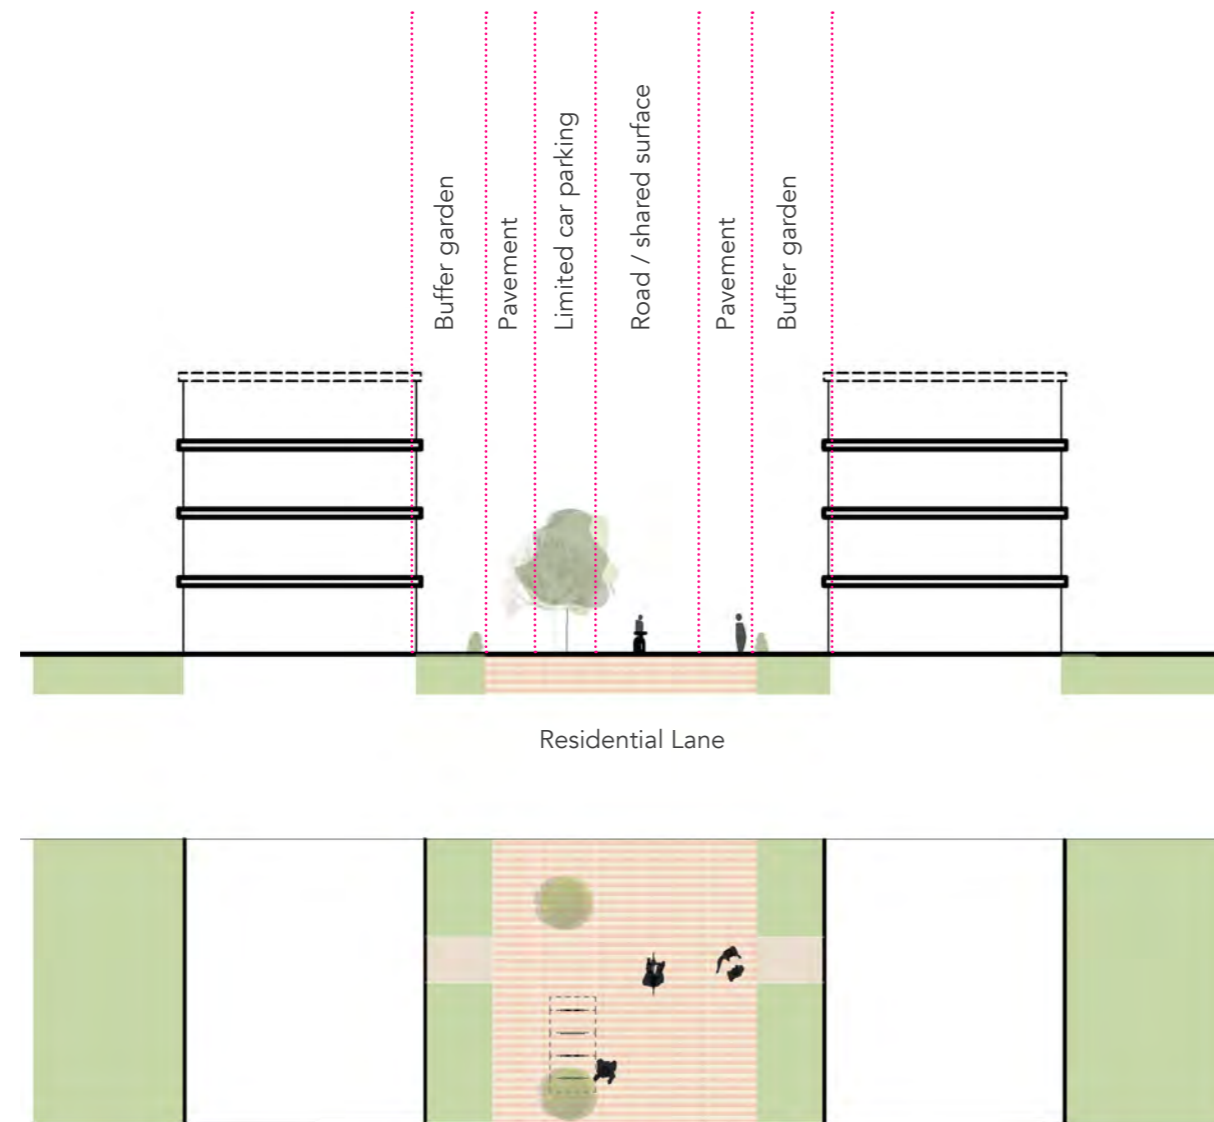 Buffer garden
Pavement
Limited car parking
Road / shared surface
Pavement
Buffer garden
Residential Lane